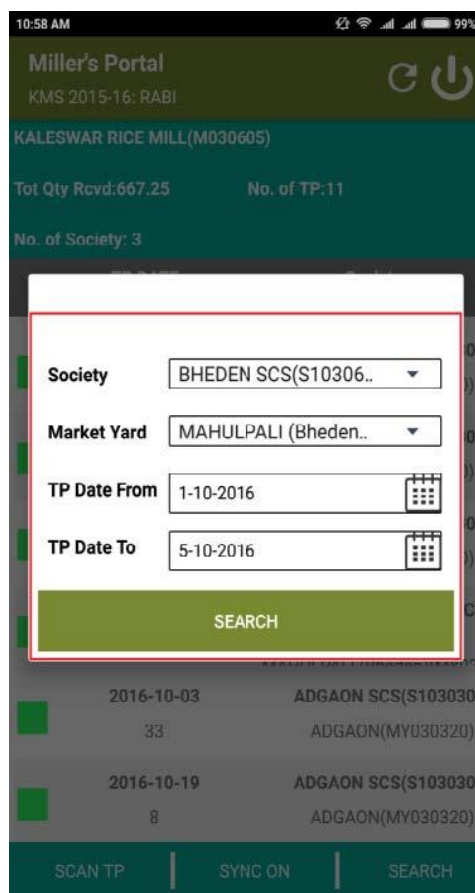 10:58 AM 99%
Miller's Portal
KMS 2015-16: RABI
KALESWAR RICE MILL(M030605)
Tot Qty Rcvd:667.25 No. of TP:11
No. of Society: 3
Society BHEDEN SCS(S10306..
Market Yard MAHULPALI (Bheden..
TP Date From 1-10-2016
TP Date To 5-10-2016
SEARCH
2016-10-03 ADGAON SCS(S103030
33 ADGAON(MY030320)
2016-10-19 ADGAON SCS(S103030
8 ADGAON(MY030320)
SCAN TP SYNC ON SEARCH